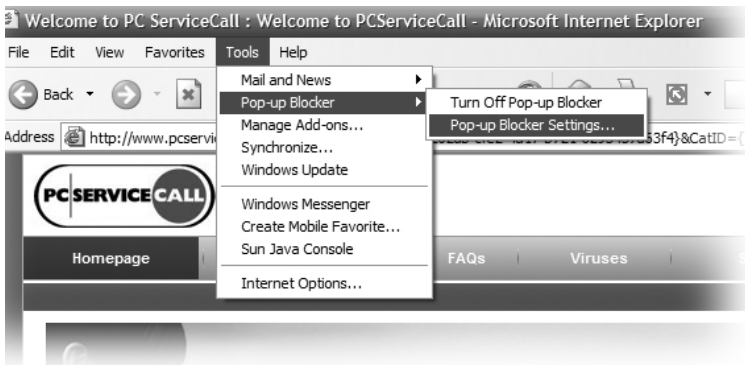 Welcome to PC ServiceCall : Welcome to PCServiceCall - Microsoft Internet Explorer
File Edit View Favorites Tools Help
Back
Mail and News
Pop-up Blocker
Turn Off Pop-up Blocker
Manage Add-ons...
Pop-up Blocker Settings...
Address http://www.pcservi
&CatID={
Synchronize...
Windows Update
Windows Messenger
Create Mobile Favorite...
Sun Java Console
Internet Options...
PC SERVICE CALL
Homepage FAQs Viruses